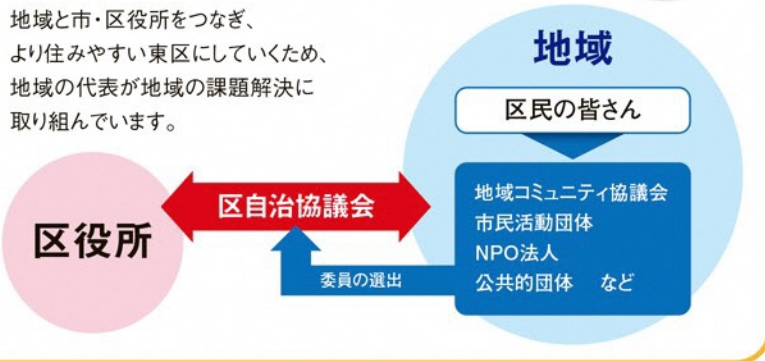 地域と市・区役所をつなぎ、
より住みやすい東区にしていくため、
地域の代表が地域の課題解決に
取り組んでいます。
地域
区民の皆さん
区役所
区自治協議会
地域コミュニティ協議会
市民活動団体
NPO法人
公共的団体　など
委員の選出